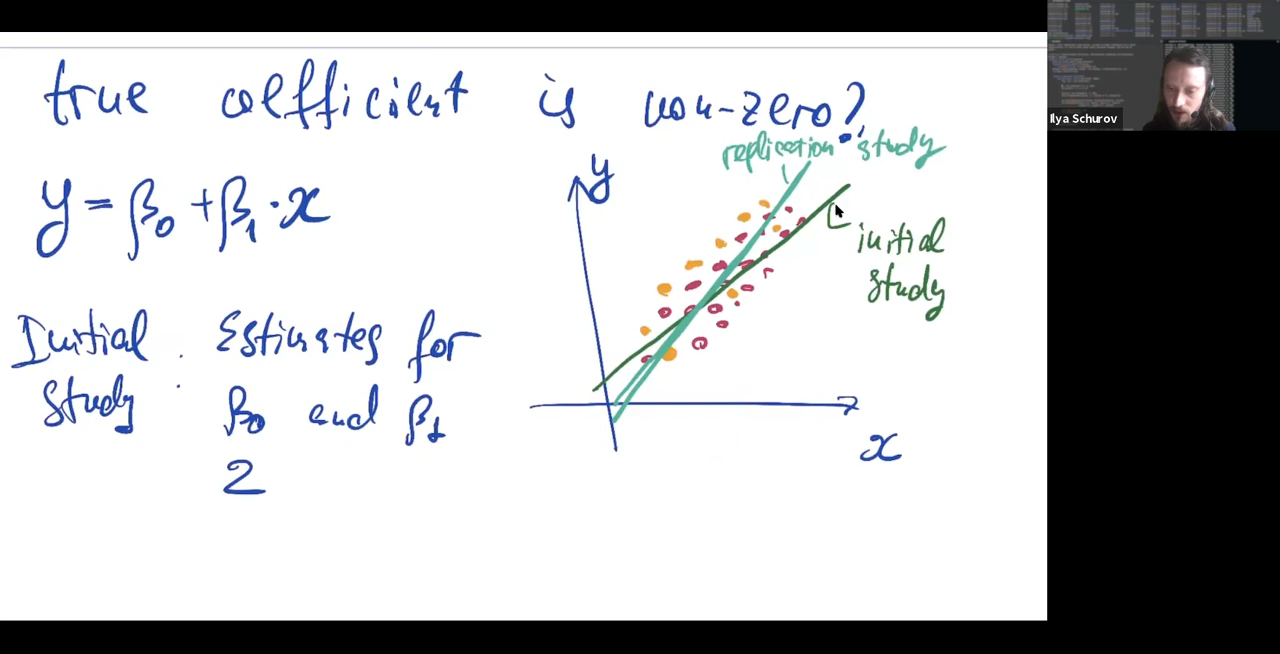 true coefficient is non-zero?
replication study
y
y = β₀ + β₁·x
initial
study
Initial : Estimates for
study β₀ and β₁
2
x
Ilya Schurov